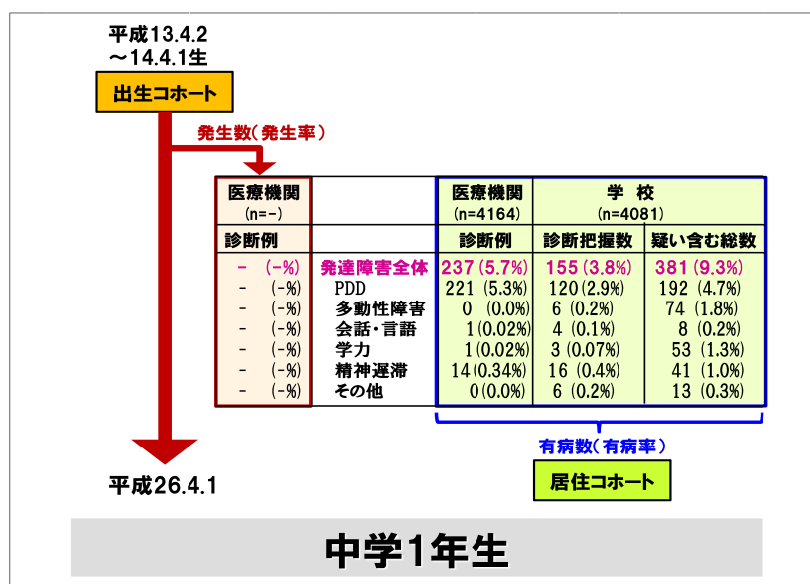 平成13.4.2
～14.4.1生
出生コホート
発生数(発生率)
医療機関 医療機関 学 校
(n=-) (n=4164) (n=4081)
診断例 診断例 診断把握数 疑い含む総数
- (-%) 発達障害全体 237 (5.7%) 155 (3.8%) 381 (9.3%)
- (-%) PDD 221 (5.3%) 120 (2.9%) 192 (4.7%)
- (-%) 多動性障害 0 (0.0%) 6 (0.2%) 74 (1.8%)
- (-%) 会話・言語 1(0.02%) 4 (0.1%) 8 (0.2%)
- (-%) 学力 1(0.02%) 3 (0.07%) 53 (1.3%)
- (-%) 精神遅滞 14(0.34%) 16 (0.4%) 41 (1.0%)
- (-%) その他 0(0.0%) 6 (0.2%) 13 (0.3%)
有病数(有病率)
平成26.4.1
居住コホート
中学1年生